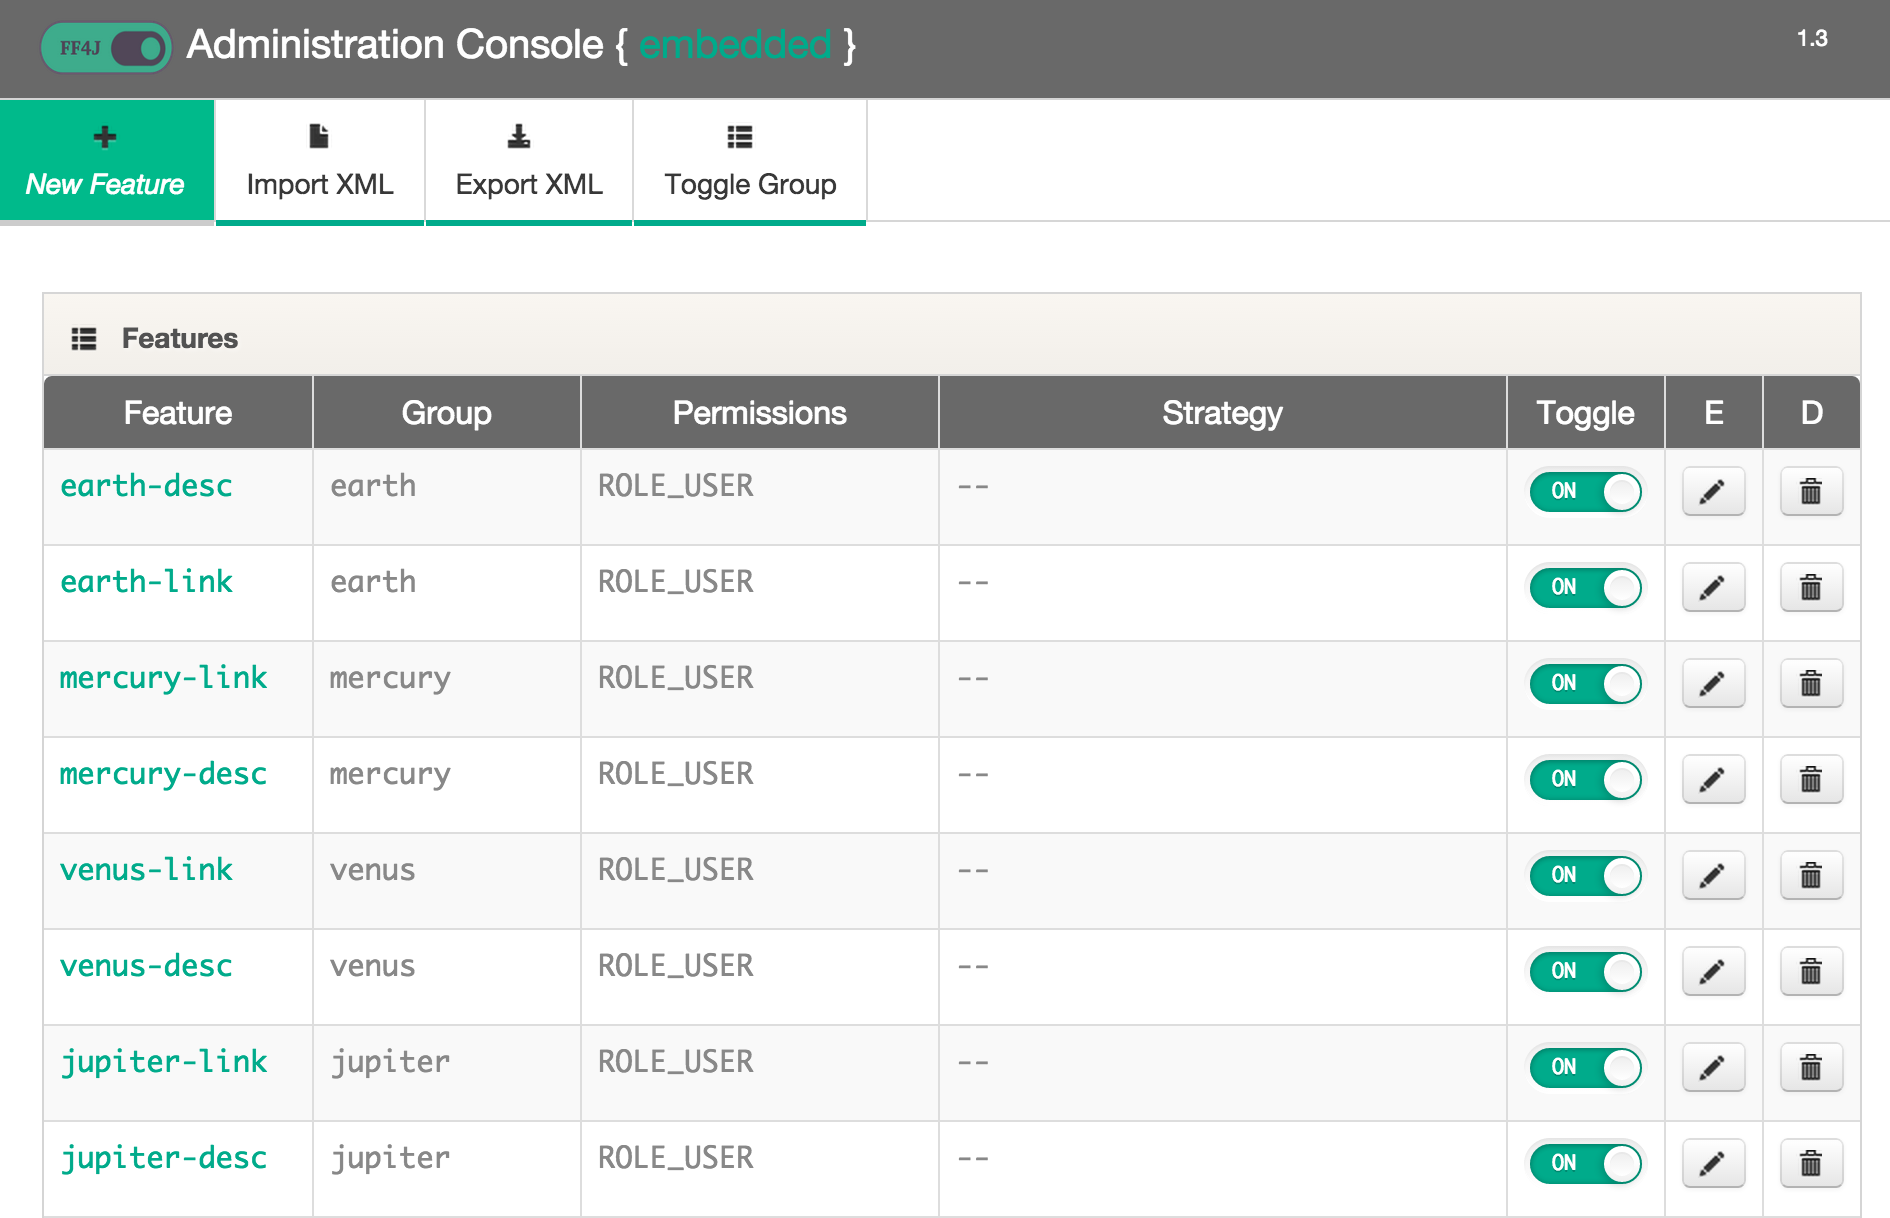 FF4J Administration Console { embedded } 1.3
New Feature Import XML Export XML Toggle Group
Features
Feature Group Permissions Strategy Toggle E D
earth-desc earth ROLE_USER -- ON
earth-link earth ROLE_USER -- ON
mercury-link mercury ROLE_USER -- ON
mercury-desc mercury ROLE_USER -- ON
venus-link venus ROLE_USER -- ON
venus-desc venus ROLE_USER -- ON
jupiter-link jupiter ROLE_USER -- ON
jupiter-desc jupiter ROLE_USER -- ON